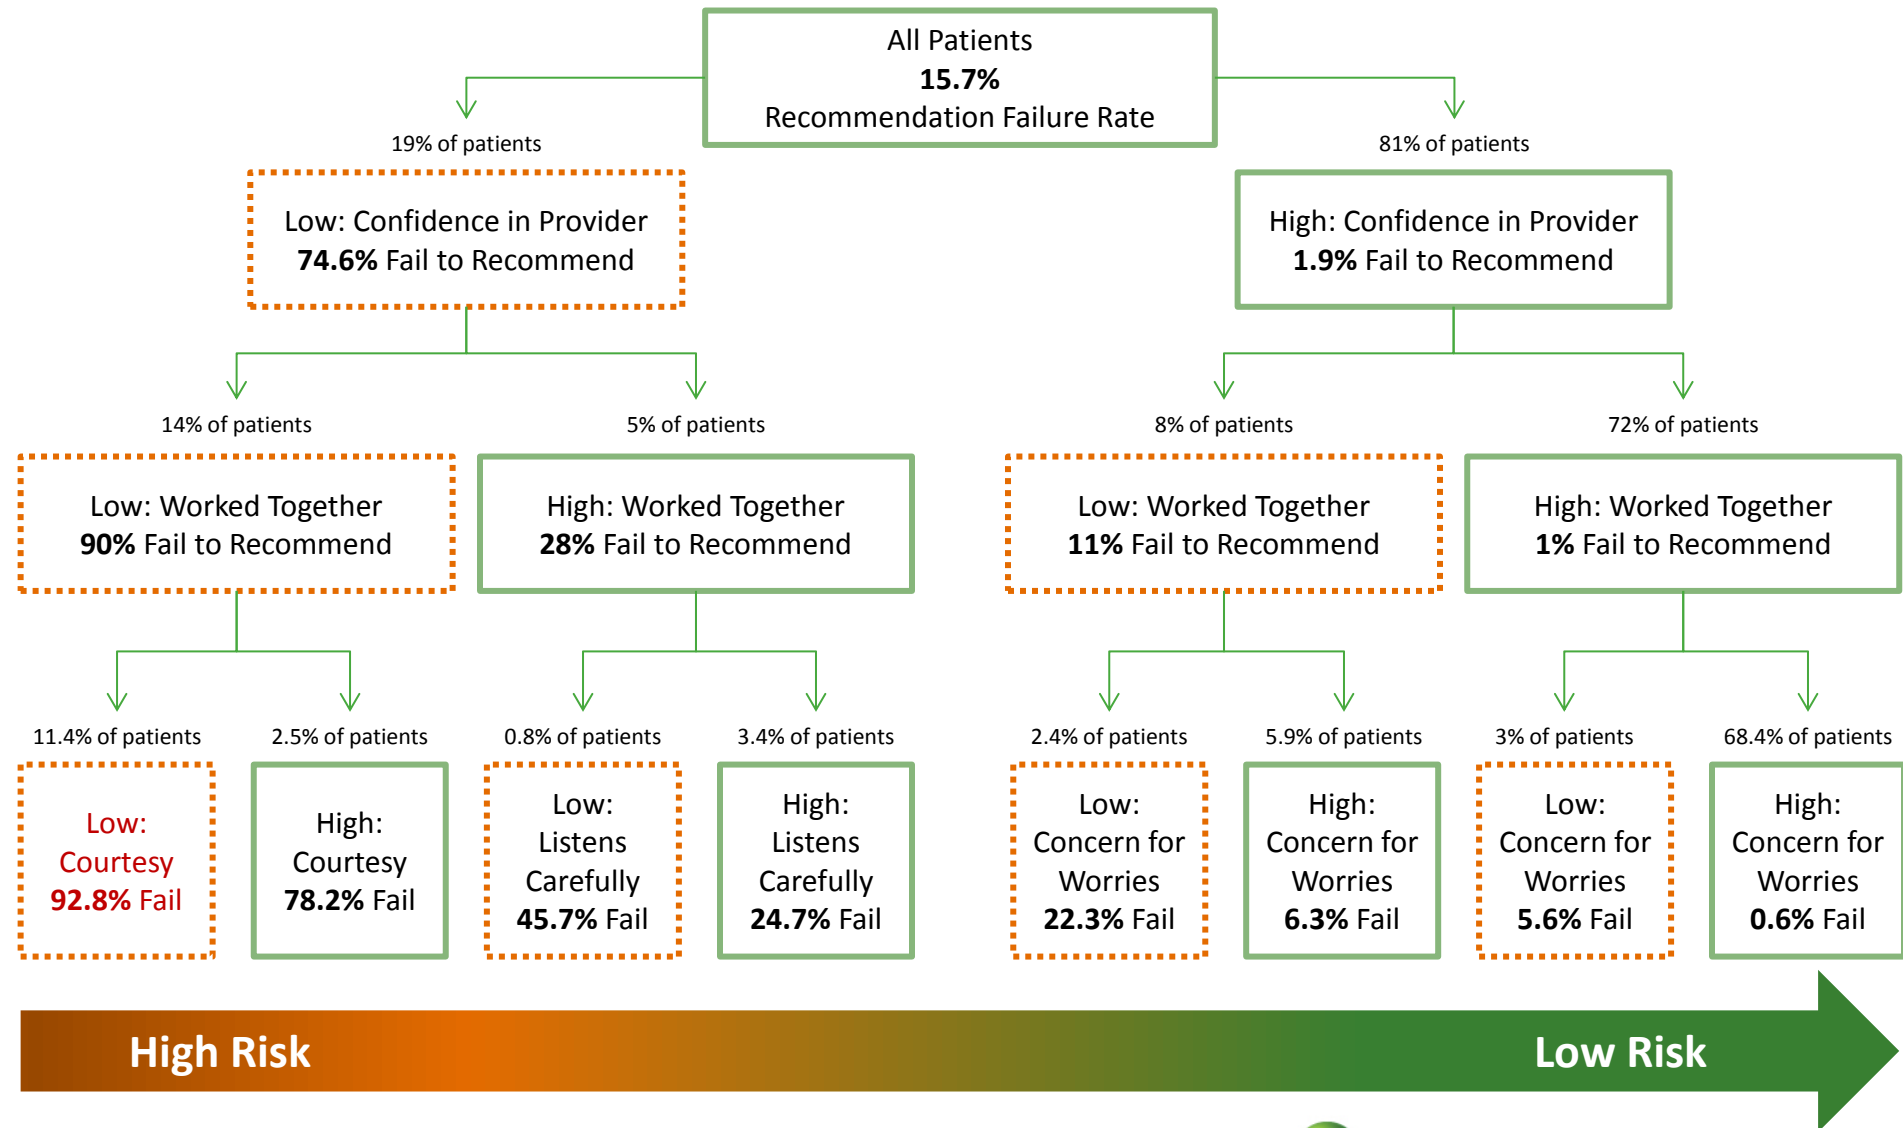 All Patients
15.7%
Recommendation Failure Rate
19% of patients
81% of patients
Low: Confidence in Provider
74.6% Fail to Recommend
High: Confidence in Provider
1.9% Fail to Recommend
14% of patients
5% of patients
8% of patients
72% of patients
Low: Worked Together
90% Fail to Recommend
High: Worked Together
28% Fail to Recommend
Low: Worked Together
11% Fail to Recommend
High: Worked Together
1% Fail to Recommend
11.4% of patients
2.5% of patients
0.8% of patients
3.4% of patients
2.4% of patients
5.9% of patients
3% of patients
68.4% of patients
Low:
Courtesy
92.8% Fail
High:
Courtesy
78.2% Fail
Low:
Listens
Carefully
45.7% Fail
High:
Listens
Carefully
24.7% Fail
Low:
Concern for
Worries
22.3% Fail
High:
Concern for
Worries
6.3% Fail
Low:
Concern for
Worries
5.6% Fail
High:
Concern for
Worries
0.6% Fail
High Risk
Low Risk